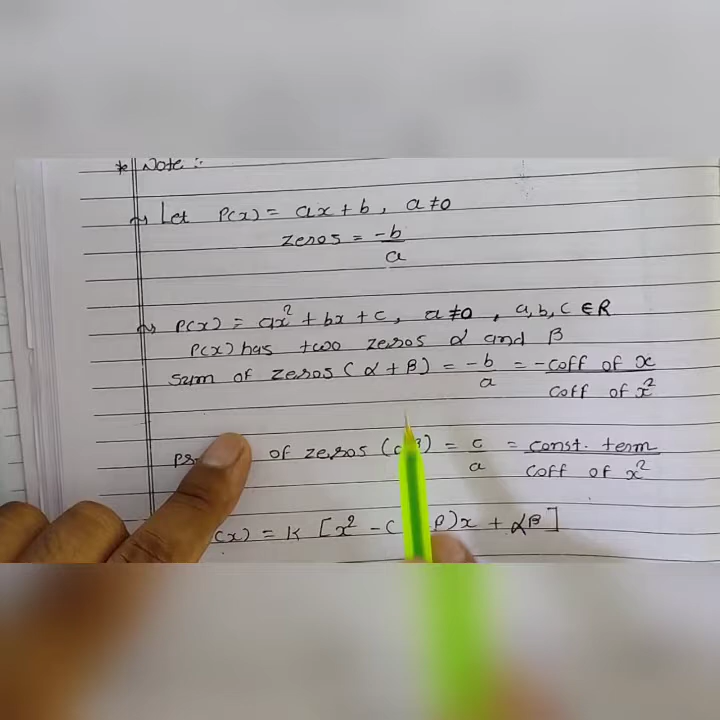 * Note :-
Let P(x) = ax + b, a ≠ 0
zeros = -b/a
P(x) = ax² + bx + c, a ≠ 0, a, b, c ∈ R
P(x) has two zeros α and β
Sum of zeros (α + β) = -b/a = -coff of x / coff of x²
of zeros ( β) = c/a = const. term / coff of x²
(x) = K [x² - ( β)x + αβ]